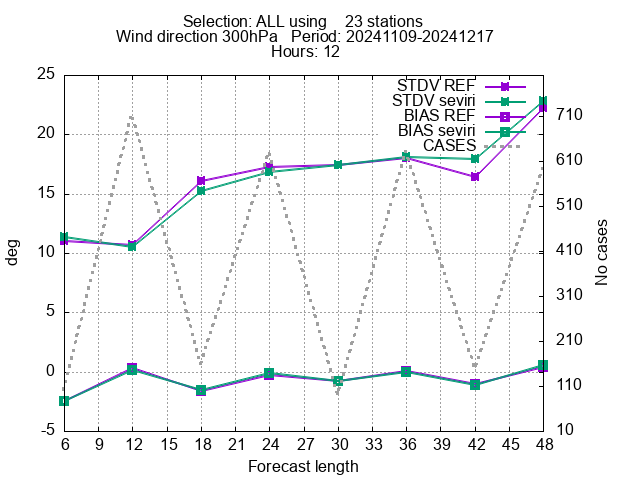 Selection: ALL using    23 stations
Wind direction 300hPa   Period: 20241109-20241217
Hours: 12
STDV REF
STDV seviri
BIAS REF
BIAS seviri
CASES
25
20
15
10
5
0
-5
deg
710
610
510
410
310
210
110
10
No cases
6 9 12 15 18 21 24 27 30 33 36 39 42 45 48
Forecast length